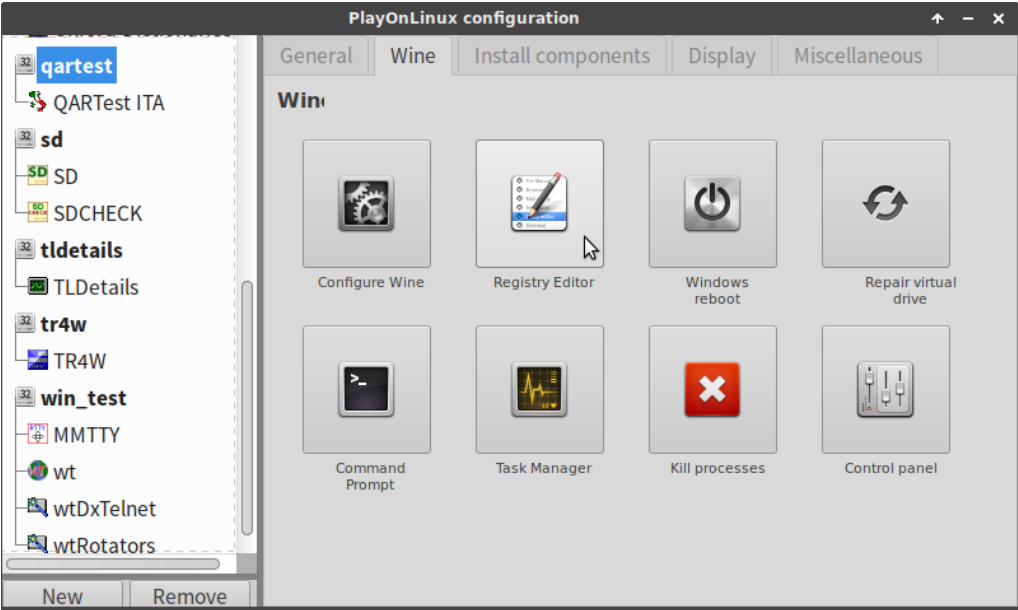 PlayOnLinux configuration
qartest
QARTest ITA
sd
SD
SDCHECK
tldetails
TLDetails
tr4w
TR4W
win_test
MMTTY
wt
wtDxTelnet
wtRotators
New
Remove
General
Wine
Install components
Display
Miscellaneous
Win
Configure Wine
Registry Editor
Windows
reboot
Repair virtual
drive
Command
Prompt
Task Manager
Kill processes
Control panel